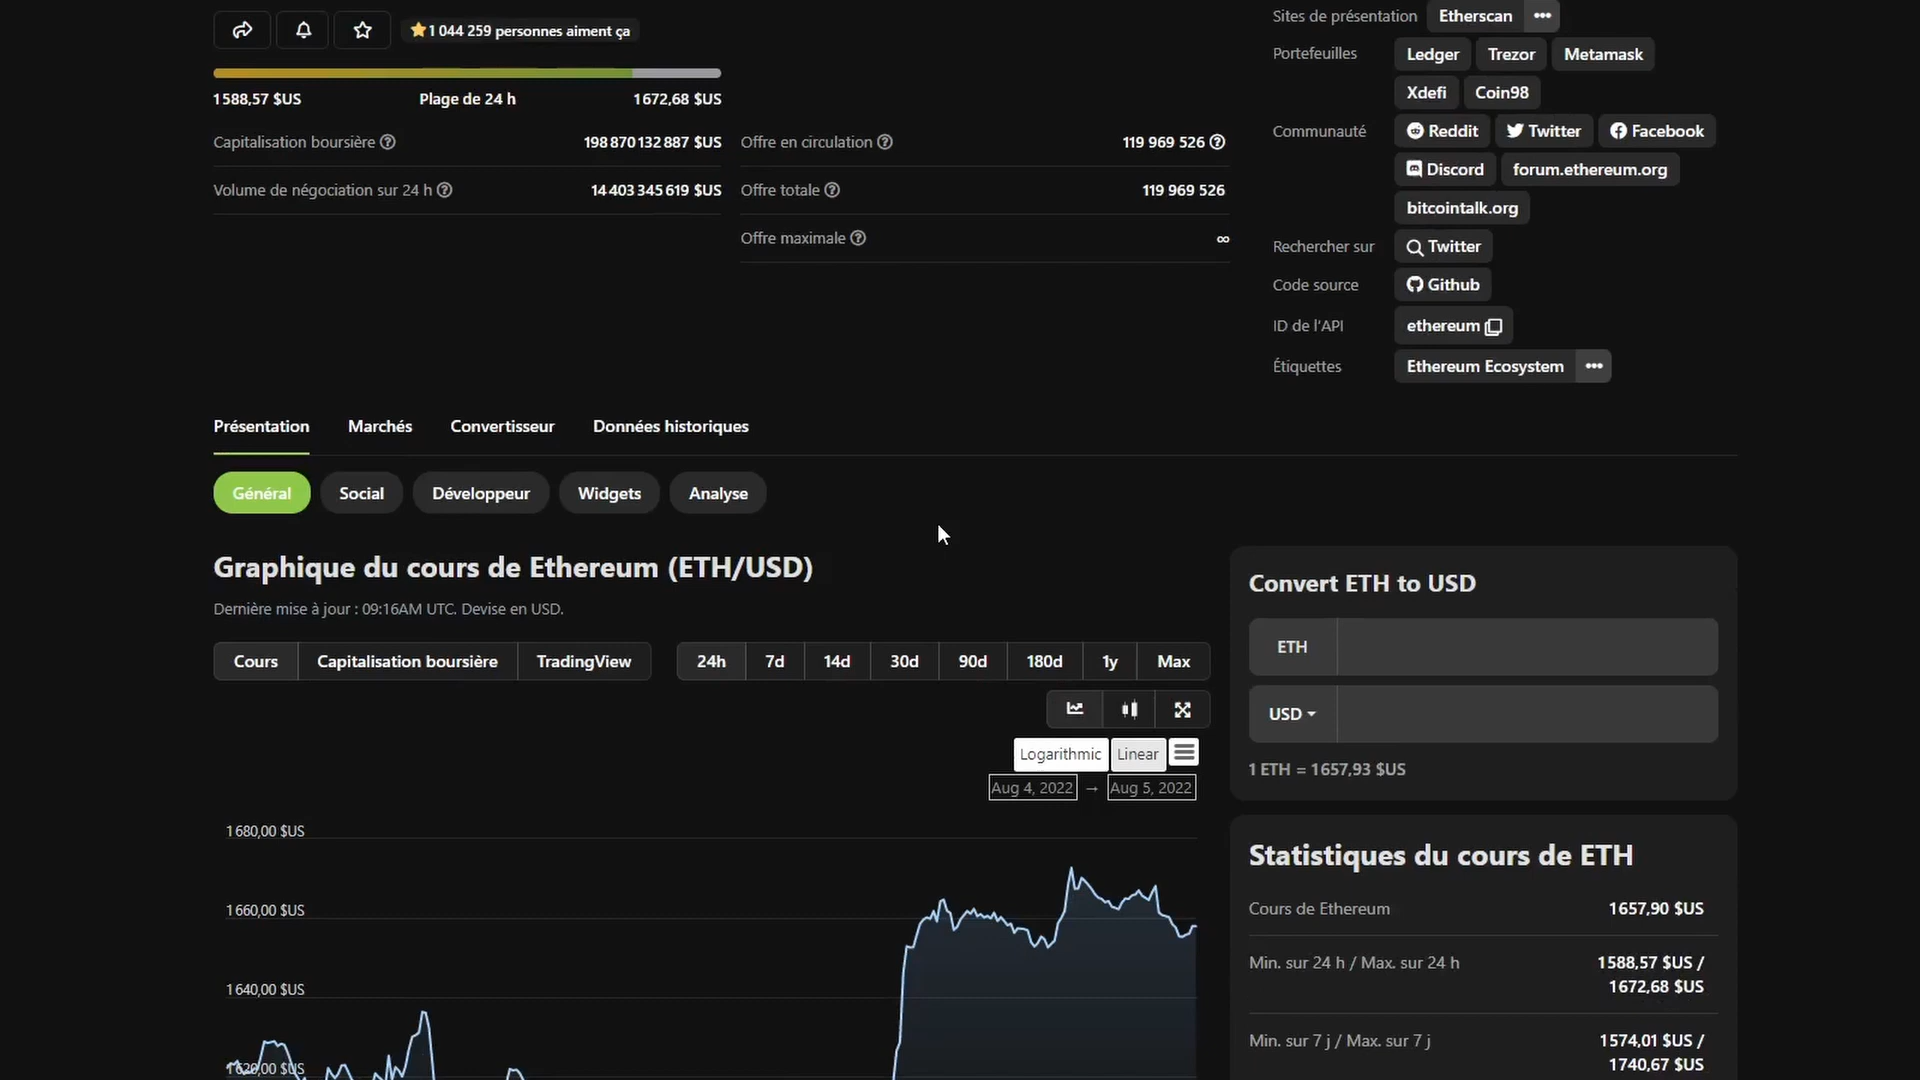 1 044 259 personnes aiment ça
1 588,57 $US Plage de 24 h 1 672,68 $US
Capitalisation boursière 198 870 132 887 $US
Volume de négociation sur 24 h 14 403 345 619 $US
Offre en circulation 119 969 526
Offre totale 119 969 526
Offre maximale ∞
Sites de présentation Etherscan •••
Portefeuilles Ledger Trezor Metamask
Xdefi Coin98
Communauté Reddit Twitter Facebook
Discord forum.ethereum.org
bitcointalk.org
Rechercher sur Twitter
Code source Github
ID de l'API ethereum
Étiquettes Ethereum Ecosystem •••
Présentation Marchés Convertisseur Données historiques
Général Social Développeur Widgets Analyse
Graphique du cours de Ethereum (ETH/USD)
Dernière mise à jour : 09:16AM UTC. Devise en USD.
Cours Capitalisation boursière TradingView 24h 7d 14d 30d 90d 180d 1y Max
Logarithmic Linear
Aug 4, 2022 → Aug 5, 2022
1 680,00 $US
1 660,00 $US
1 640,00 $US
1 620,00 $US
Convert ETH to USD
ETH
USD
1 ETH = 1657,93 $US
Statistiques du cours de ETH
Cours de Ethereum 1657,90 $US
Min. sur 24 h / Max. sur 24 h 1588,57 $US /
1672,68 $US
Min. sur 7 j / Max. sur 7 j 1574,01 $US /
1740,67 $US